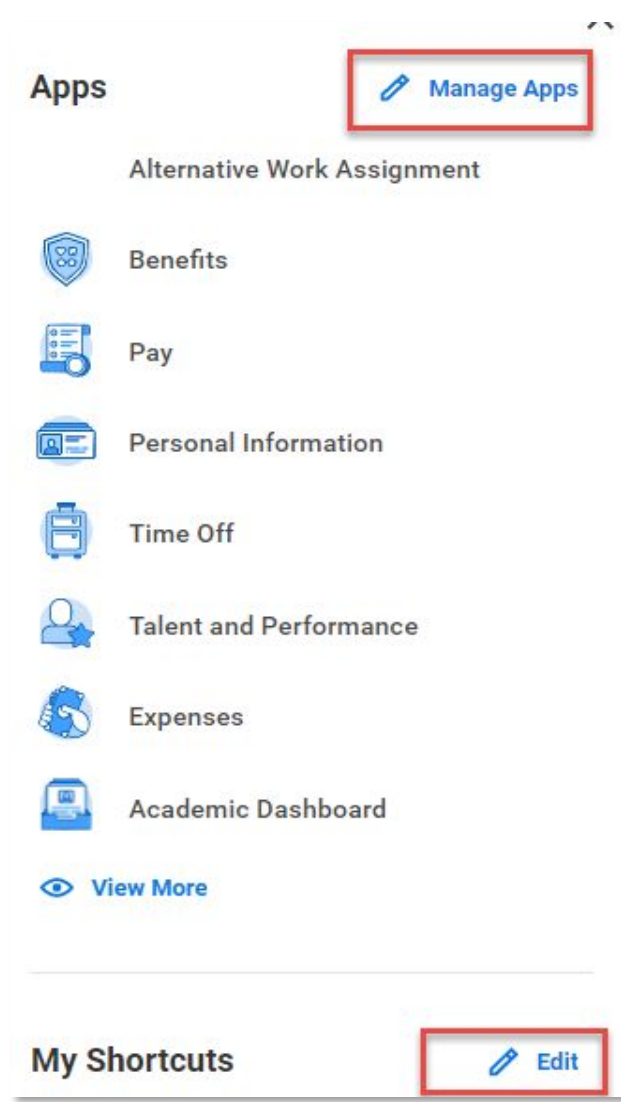 Apps
Manage Apps
Alternative Work Assignment
Benefits
Pay
Personal Information
Time Off
Talent and Performance
Expenses
Academic Dashboard
View More
My Shortcuts
Edit